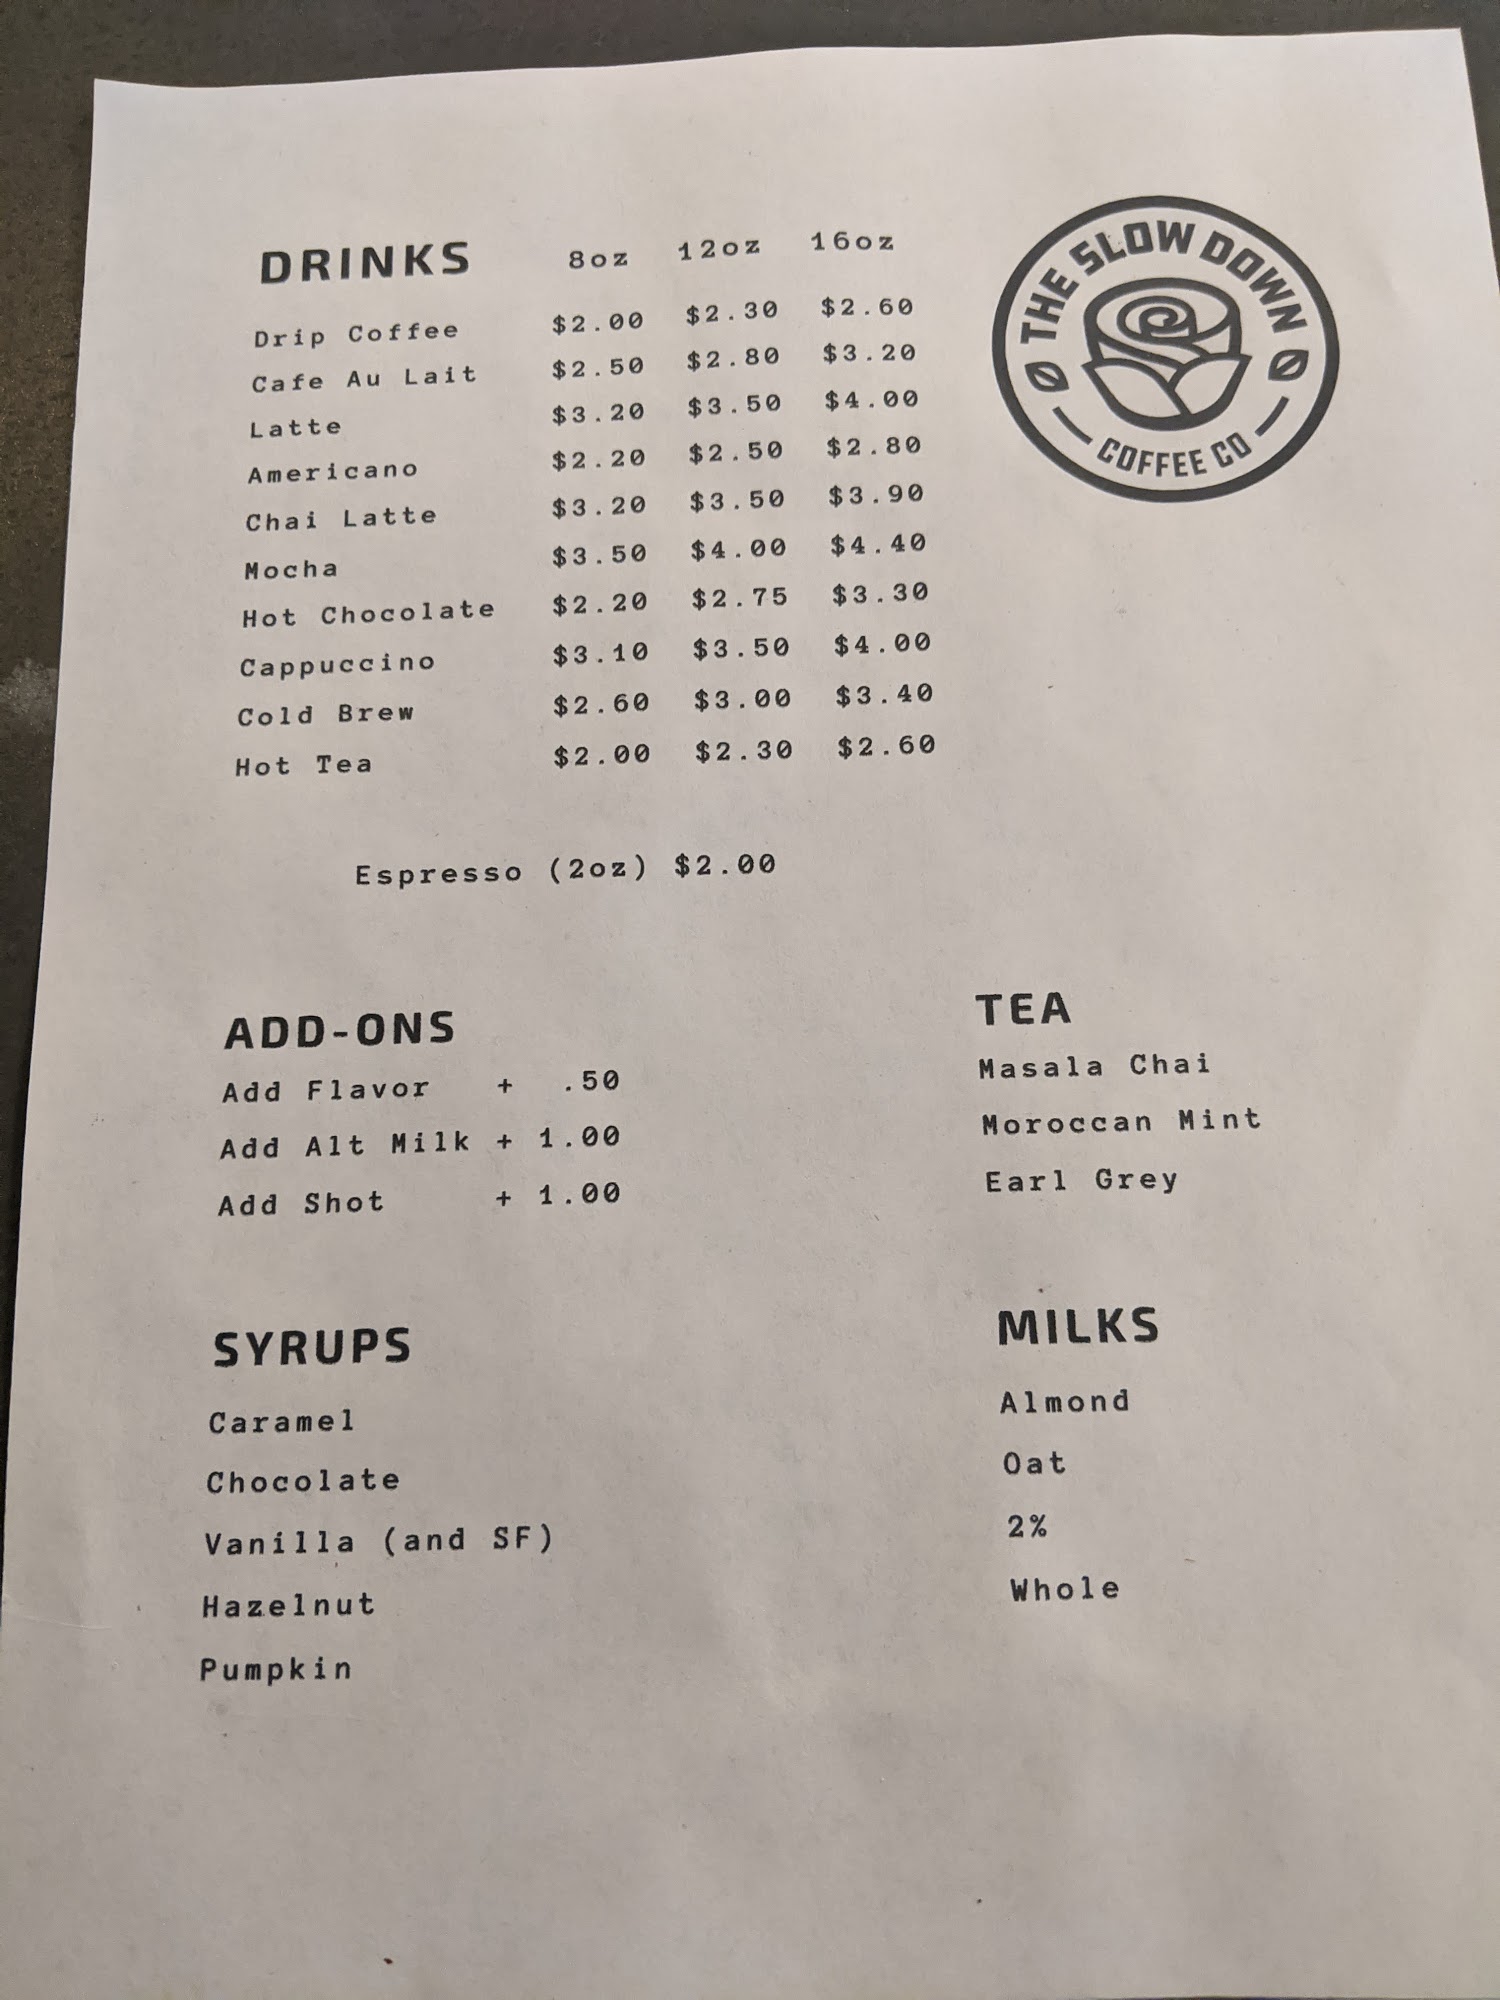 DRINKS 8oz 12oz 16oz
Drip Coffee $2.00 $2.30 $2.60
Cafe Au Lait $2.50 $2.80 $3.20
Latte $3.20 $3.50 $4.00
Americano $2.20 $2.50 $2.80
Chai Latte $3.20 $3.50 $3.90
Mocha $3.50 $4.00 $4.40
Hot Chocolate $2.20 $2.75 $3.30
Cappuccino $3.10 $3.50 $4.00
Cold Brew $2.60 $3.00 $3.40
Hot Tea $2.00 $2.30 $2.60
Espresso (2oz) $2.00
THE SLOW DOWN
COFFEE CO
ADD-ONS
Add Flavor + .50
Add Alt Milk + 1.00
Add Shot + 1.00
TEA
Masala Chai
Moroccan Mint
Earl Grey
SYRUPS
Caramel
Chocolate
Vanilla (and SF)
Hazelnut
Pumpkin
MILKS
Almond
Oat
2%
Whole